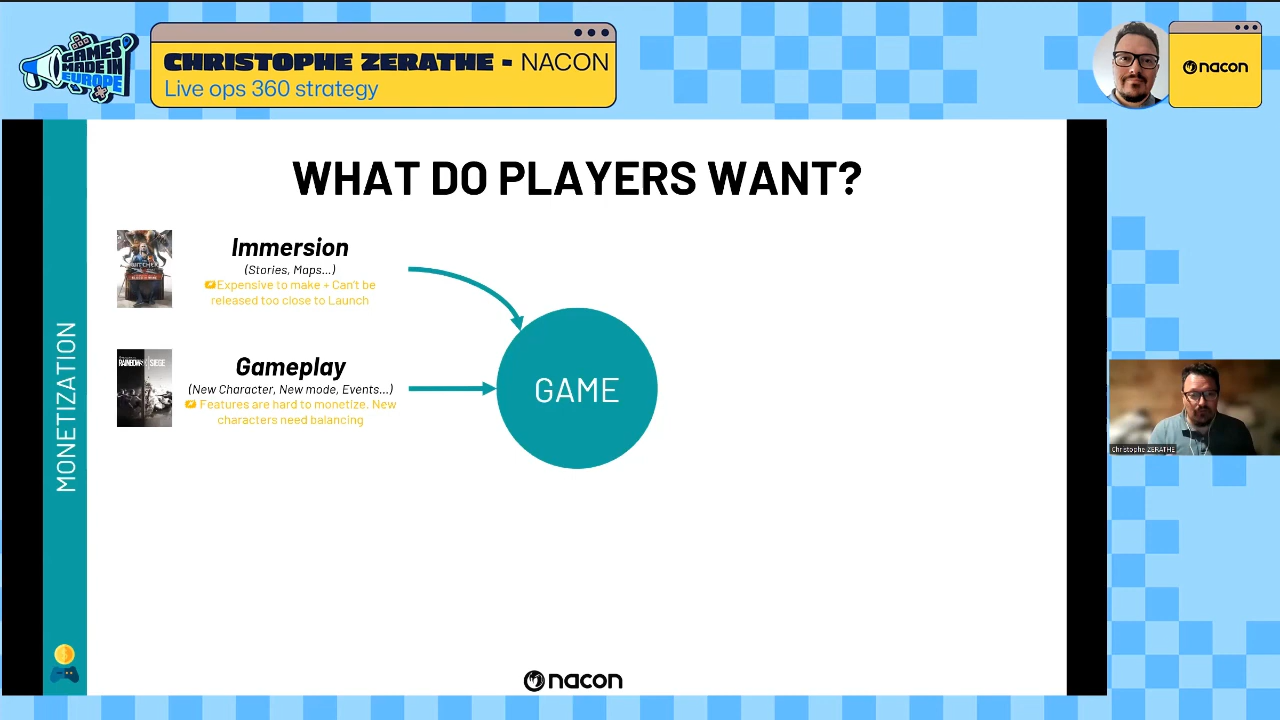 GAMES
MADE IN
EUROPE
CHRISTOPHE ZERATHE - NACON
Live ops 360 strategy
nacon
WHAT DO PLAYERS WANT?
Immersion
(Stories, Maps...)
Expensive to make + Can't be
released too close to Launch
WITCHER
Gameplay
(New Character, New mode, Events...)
Features are hard to monetize. New
characters need balancing
RAINBOW SIEGE
GAME
MONETIZATION
Christophe ZERATHE
nacon